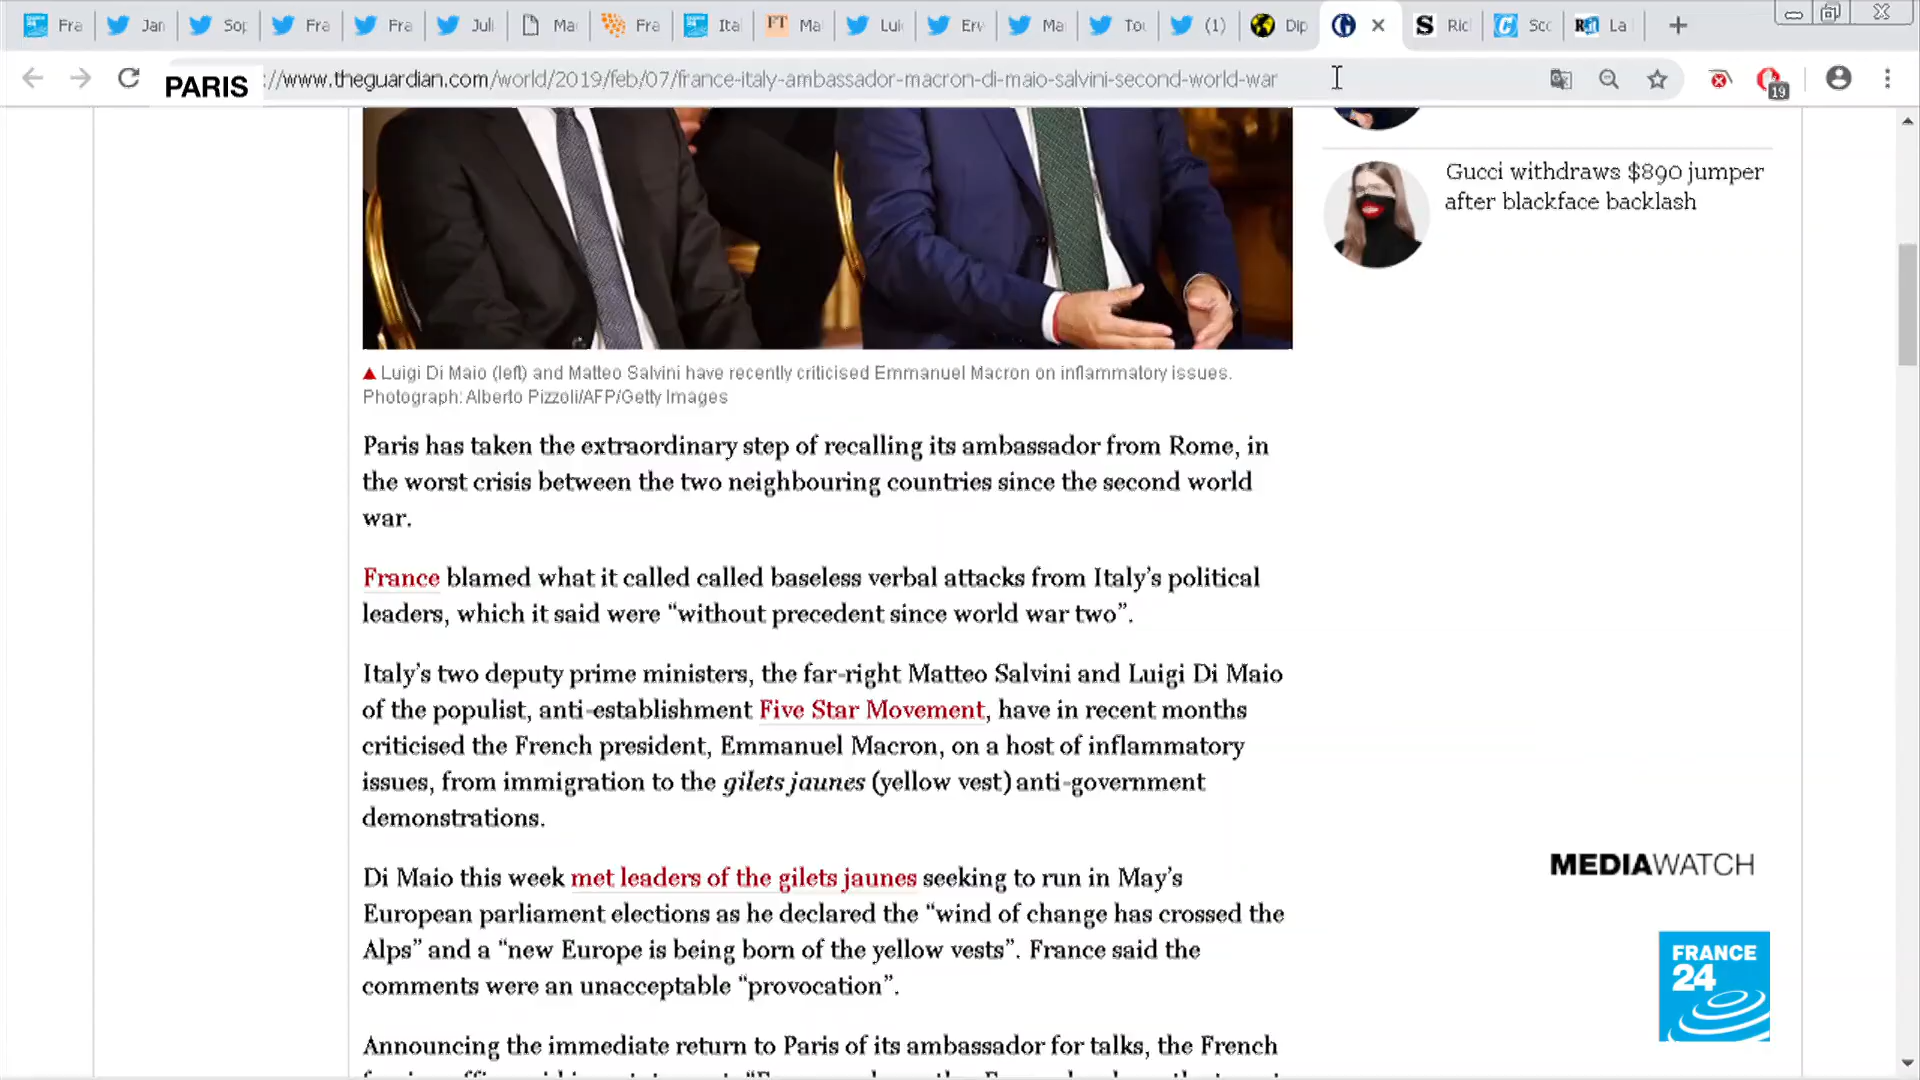 Fra
Jan
Sop
Fra
Fra
Juli
Ma
Fra
Ita
FT
Ma
Lui
Erv
Ma
Tou
(1)
Dip
S
Ric
Sco
La
PARIS
://www.theguardian.com/world/2019/feb/07/france-italy-ambassador-macron-di-maio-salvini-second-world-war
19
Gucci withdraws $890 jumper
after blackface backlash
Luigi Di Maio (left) and Matteo Salvini have recently criticised Emmanuel Macron on inflammatory issues.
Photograph: Alberto Pizzoli/AFP/Getty Images
Paris has taken the extraordinary step of recalling its ambassador from Rome, in
the worst crisis between the two neighbouring countries since the second world
war.
France blamed what it called called baseless verbal attacks from Italy’s political
leaders, which it said were “without precedent since world war two”.
Italy’s two deputy prime ministers, the far-right Matteo Salvini and Luigi Di Maio
of the populist, anti-establishment Five Star Movement, have in recent months
criticised the French president, Emmanuel Macron, on a host of inflammatory
issues, from immigration to the gilets jaunes (yellow vest) anti-government
demonstrations.
Di Maio this week met leaders of the gilets jaunes seeking to run in May’s
European parliament elections as he declared the “wind of change has crossed the
Alps” and a “new Europe is being born of the yellow vests”. France said the
comments were an unacceptable “provocation”.
Announcing the immediate return to Paris of its ambassador for talks, the French
MEDIAWATCH
FRANCE
24